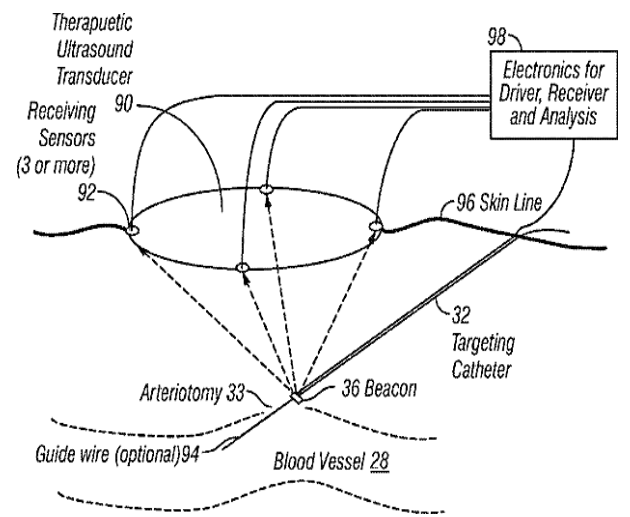 Therapuetic
Ultrasound
Transducer
90
Receiving
Sensors
(3 or more)
92
98
Electronics for
Driver, Receiver
and Analysis
96 Skin Line
32
Targeting
Catheter
Arteriotomy 33
36 Beacon
Guide wire (optional) 94
Blood Vessel 28